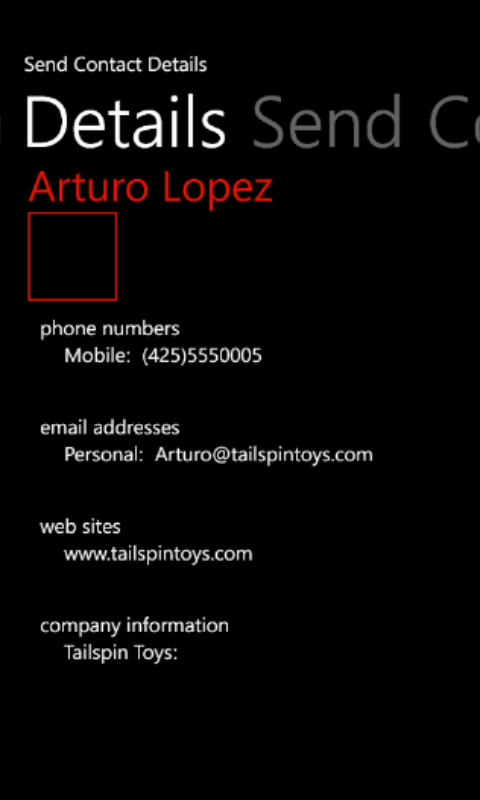 Send Contact Details
Details Send Co
Arturo Lopez
phone numbers
Mobile: (425)5550005
email addresses
Personal: Arturo@tailspintoys.com
web sites
www.tailspintoys.com
company information
Tailspin Toys: